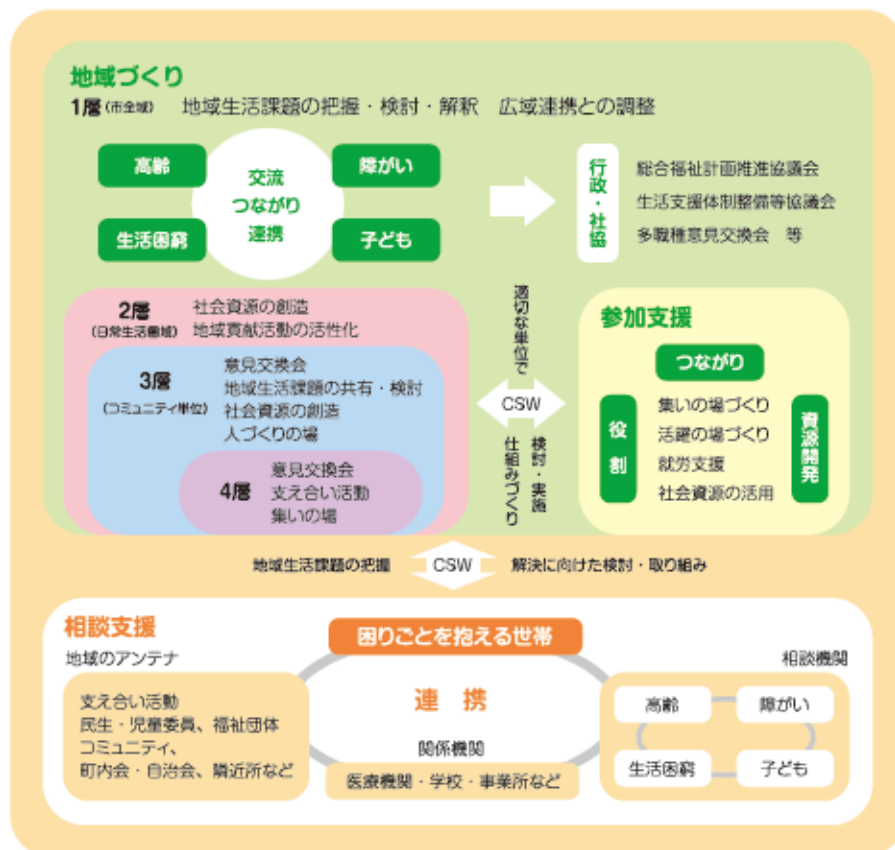 地域づくり
1層(市全域) 地域生活課題の把握・検討・解釈 広域連携との調整
高齢
障がい
交流
つながり
連携
生活困窮
子ども
行政・社協
総合福祉計画推進協議会
生活支援体制整備等協議会
多職種意見交換会 等
2層
(日常生活圏域)
社会資源の創造
地域貢献活動の活性化
3層
(コミュニティ単位)
意見交換会
地域生活課題の共有・検討
社会資源の創造
人づくりの場
4層
意見交換会
支え合い活動
集いの場
適切な単位で
CSW
検討・実施
仕組みづくり
参加支援
つながり
役割
集いの場づくり
活躍の場づくり
就労支援
社会資源の活用
資源開発
地域生活課題の把握
CSW
解決に向けた検討・取り組み
相談支援
困りごとを抱える世帯
地域のアンテナ
相談機関
支え合い活動
民生・児童委員、福祉団体
コミュニティ、
町内会・自治会、隣近所など
連携
関係機関
医療機関・学校・事業所など
高齢
障がい
生活困窮
子ども